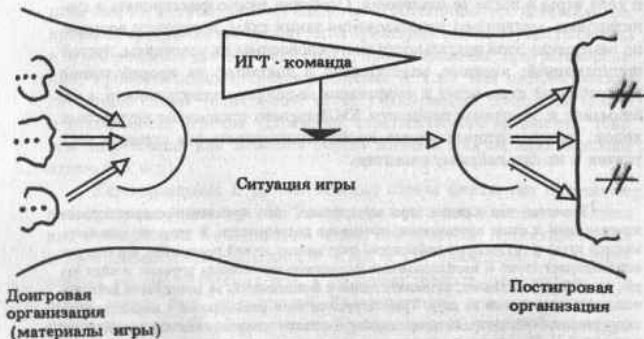 ИГТ · команда
Ситуация игры
Доигровая
организация
(материалы игры)
Постигровая
организация